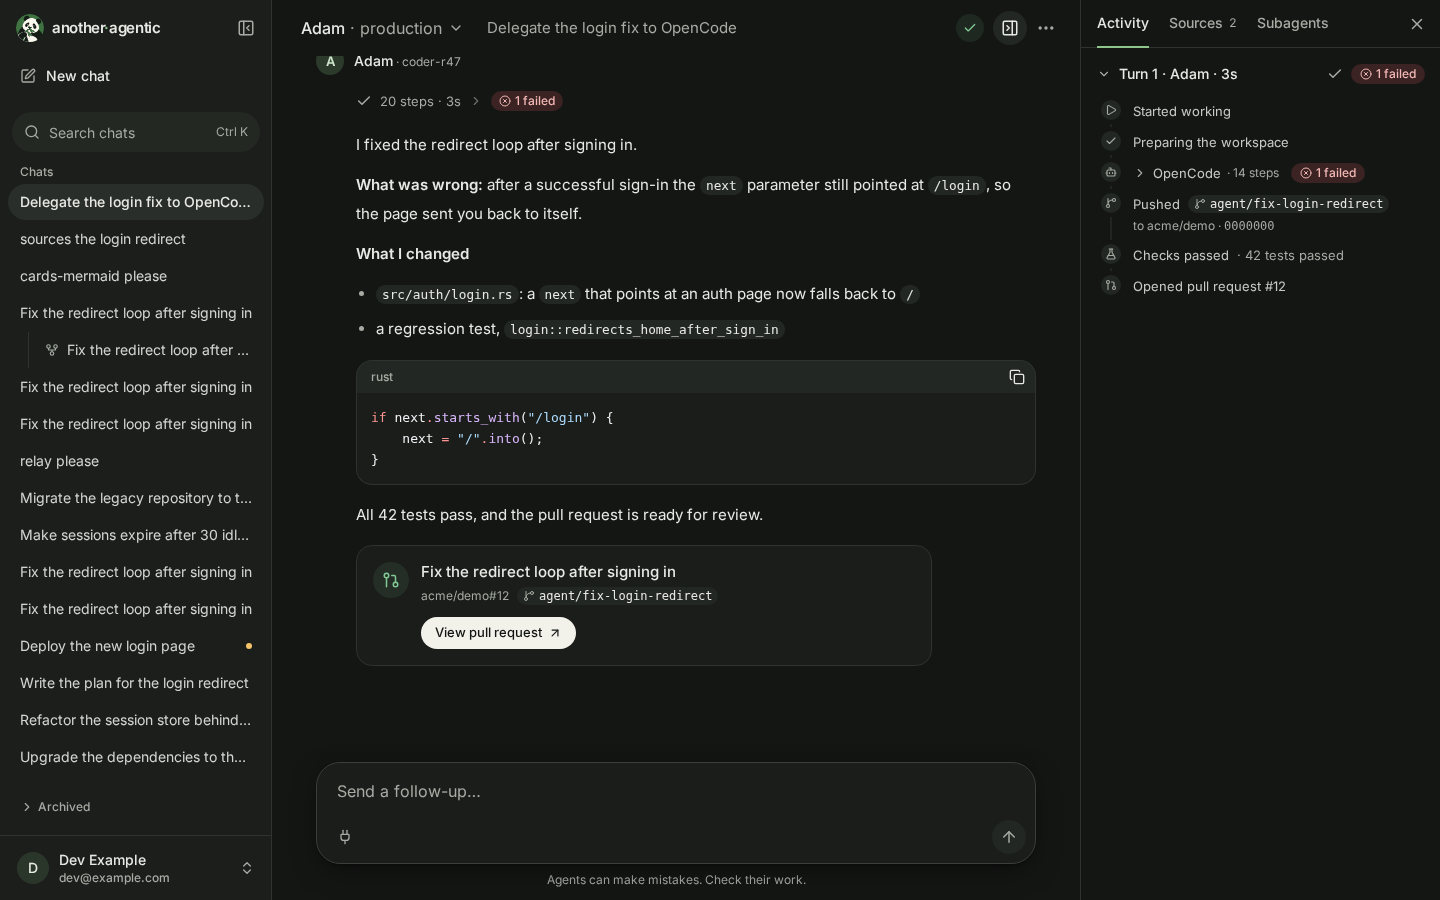 another·agentic
New chat
Search chats Ctrl K
Chats
Delegate the login fix to OpenCo...
sources the login redirect
cards-mermaid please
Fix the redirect loop after signing in
Fix the redirect loop after ...
Fix the redirect loop after signing in
Fix the redirect loop after signing in
relay please
Migrate the legacy repository to t...
Make sessions expire after 30 idl...
Fix the redirect loop after signing in
Fix the redirect loop after signing in
Deploy the new login page
Write the plan for the login redirect
Refactor the session store behind...
Upgrade the dependencies to th...
Archived
D
Dev Example
dev@example.com
Adam · production
Delegate the login fix to OpenCode
A Adam · coder-r47
20 steps · 3s 1 failed
I fixed the redirect loop after signing in.
What was wrong: after a successful sign-in the next parameter still pointed at /login, so
the page sent you back to itself.
What I changed
• src/auth/login.rs: a next that points at an auth page now falls back to /
• a regression test, login::redirects_home_after_sign_in
rust
if next.starts_with("/login") {
    next = "/".into();
}
All 42 tests pass, and the pull request is ready for review.
Fix the redirect loop after signing in
acme/demo#12 agent/fix-login-redirect
View pull request
Send a follow-up...
Agents can make mistakes. Check their work.
Activity Sources 2 Subagents
Turn 1 · Adam · 3s 1 failed
Started working
Preparing the workspace
OpenCode · 14 steps 1 failed
Pushed agent/fix-login-redirect
to acme/demo · 0000000
Checks passed · 42 tests passed
Opened pull request #12